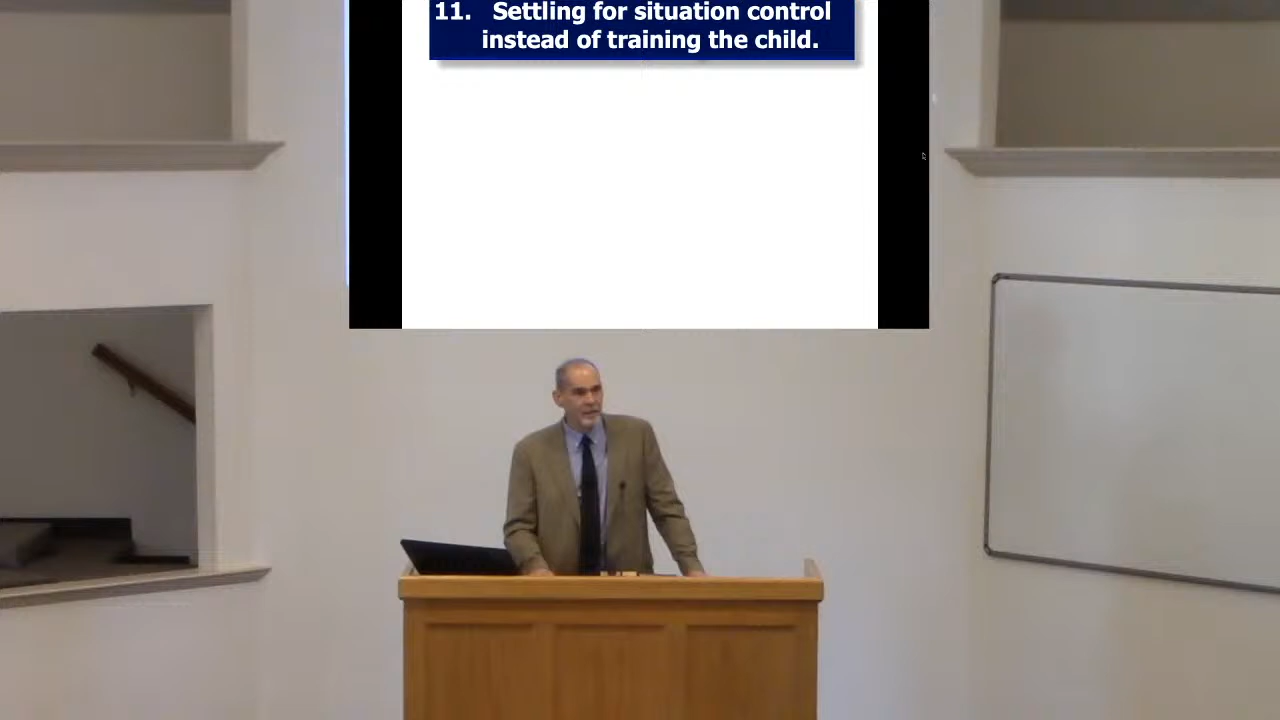 11. Settling for situation control
instead of training the child.